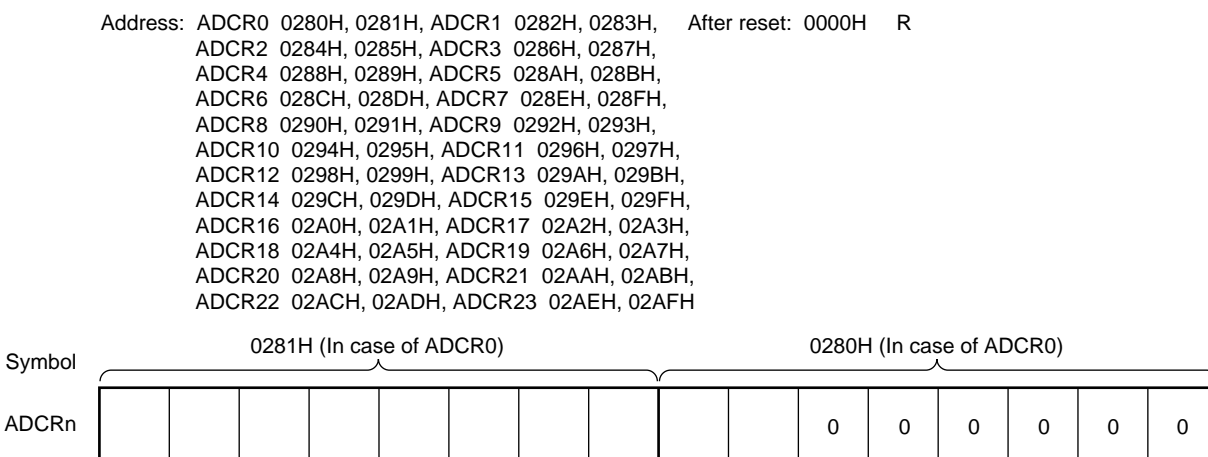 Address: ADCR0 0280H, 0281H, ADCR1 0282H, 0283H, After reset: 0000H R
ADCR2 0284H, 0285H, ADCR3 0286H, 0287H,
ADCR4 0288H, 0289H, ADCR5 028AH, 028BH,
ADCR6 028CH, 028DH, ADCR7 028EH, 028FH,
ADCR8 0290H, 0291H, ADCR9 0292H, 0293H,
ADCR10 0294H, 0295H, ADCR11 0296H, 0297H,
ADCR12 0298H, 0299H, ADCR13 029AH, 029BH,
ADCR14 029CH, 029DH, ADCR15 029EH, 029FH,
ADCR16 02A0H, 02A1H, ADCR17 02A2H, 02A3H,
ADCR18 02A4H, 02A5H, ADCR19 02A6H, 02A7H,
ADCR20 02A8H, 02A9H, ADCR21 02AAH, 02ABH,
ADCR22 02ACH, 02ADH, ADCR23 02AEH, 02AFH
Symbol 0281H (In case of ADCR0) 0280H (In case of ADCR0)
ADCRn 0 0 0 0 0 0